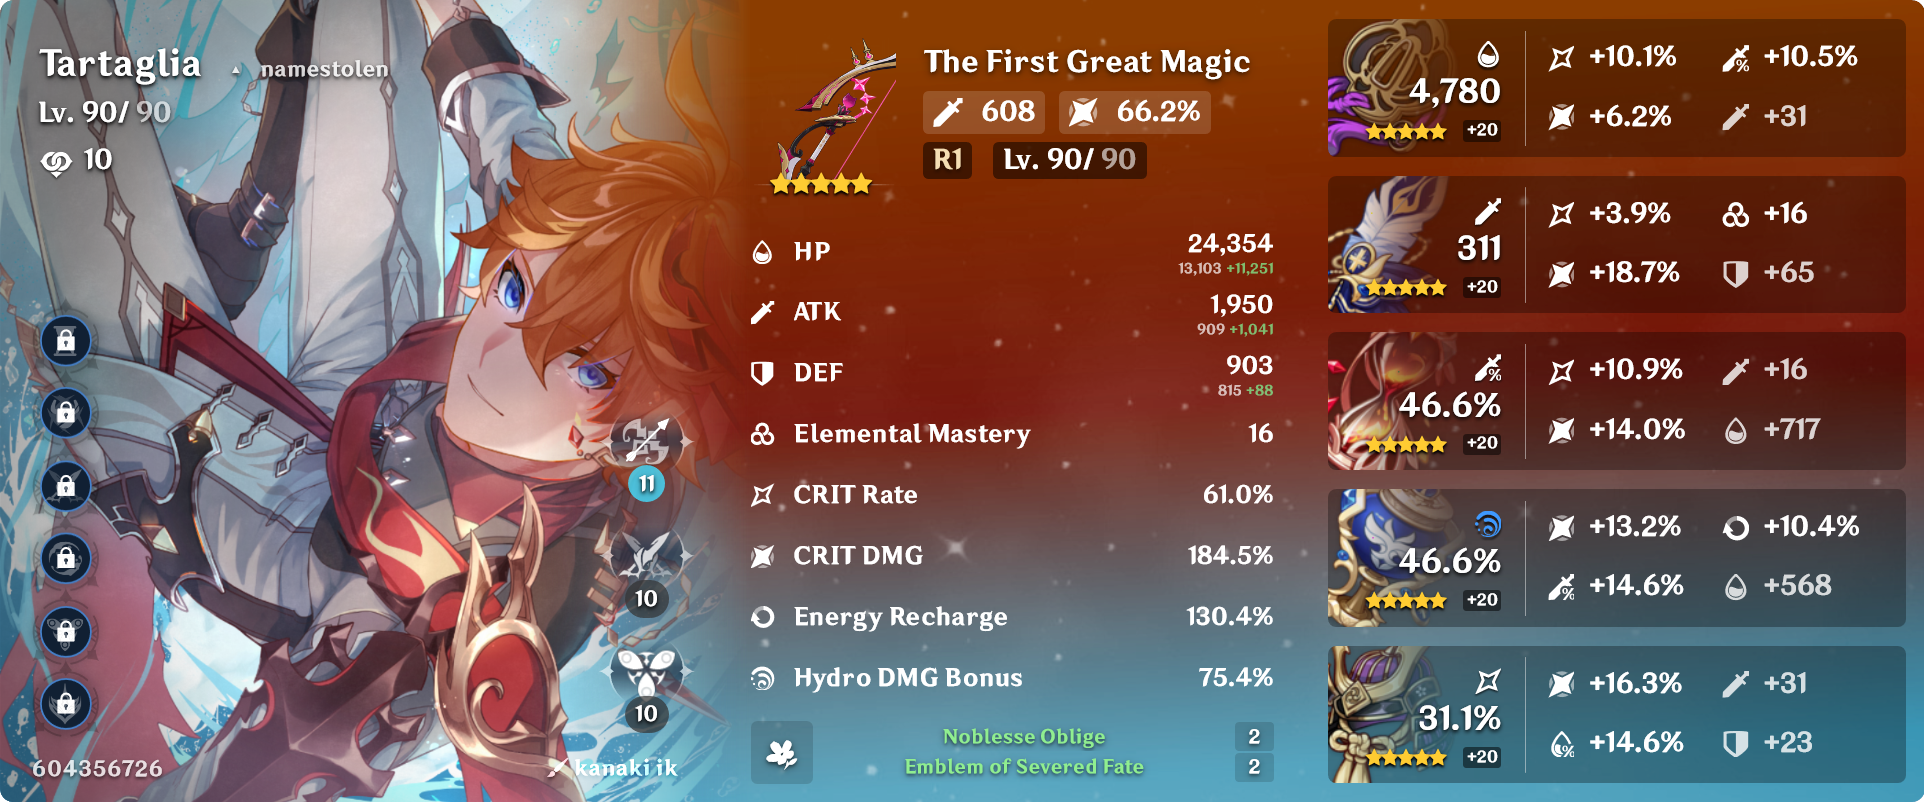 Tartaglia namestolen
Lv. 90/ 90
10
11
10
10
604356726
kanaki ik
The First Great Magic
608 66.2%
R1 Lv. 90/ 90
HP 24,354
13,103 +11,251
ATK 1,950
909 +1,041
DEF 903
815 +88
Elemental Mastery 16
CRIT Rate 61.0%
CRIT DMG 184.5%
Energy Recharge 130.4%
Hydro DMG Bonus 75.4%
Noblesse Oblige 2
Emblem of Severed Fate 2
4,780
+20
+10.1% +10.5%
+6.2% +31
311
+20
+3.9% +16
+18.7% +65
46.6%
+20
+10.9% +16
+14.0% +717
46.6%
+20
+13.2% +10.4%
+14.6% +568
31.1%
+20
+16.3% +31
+14.6% +23